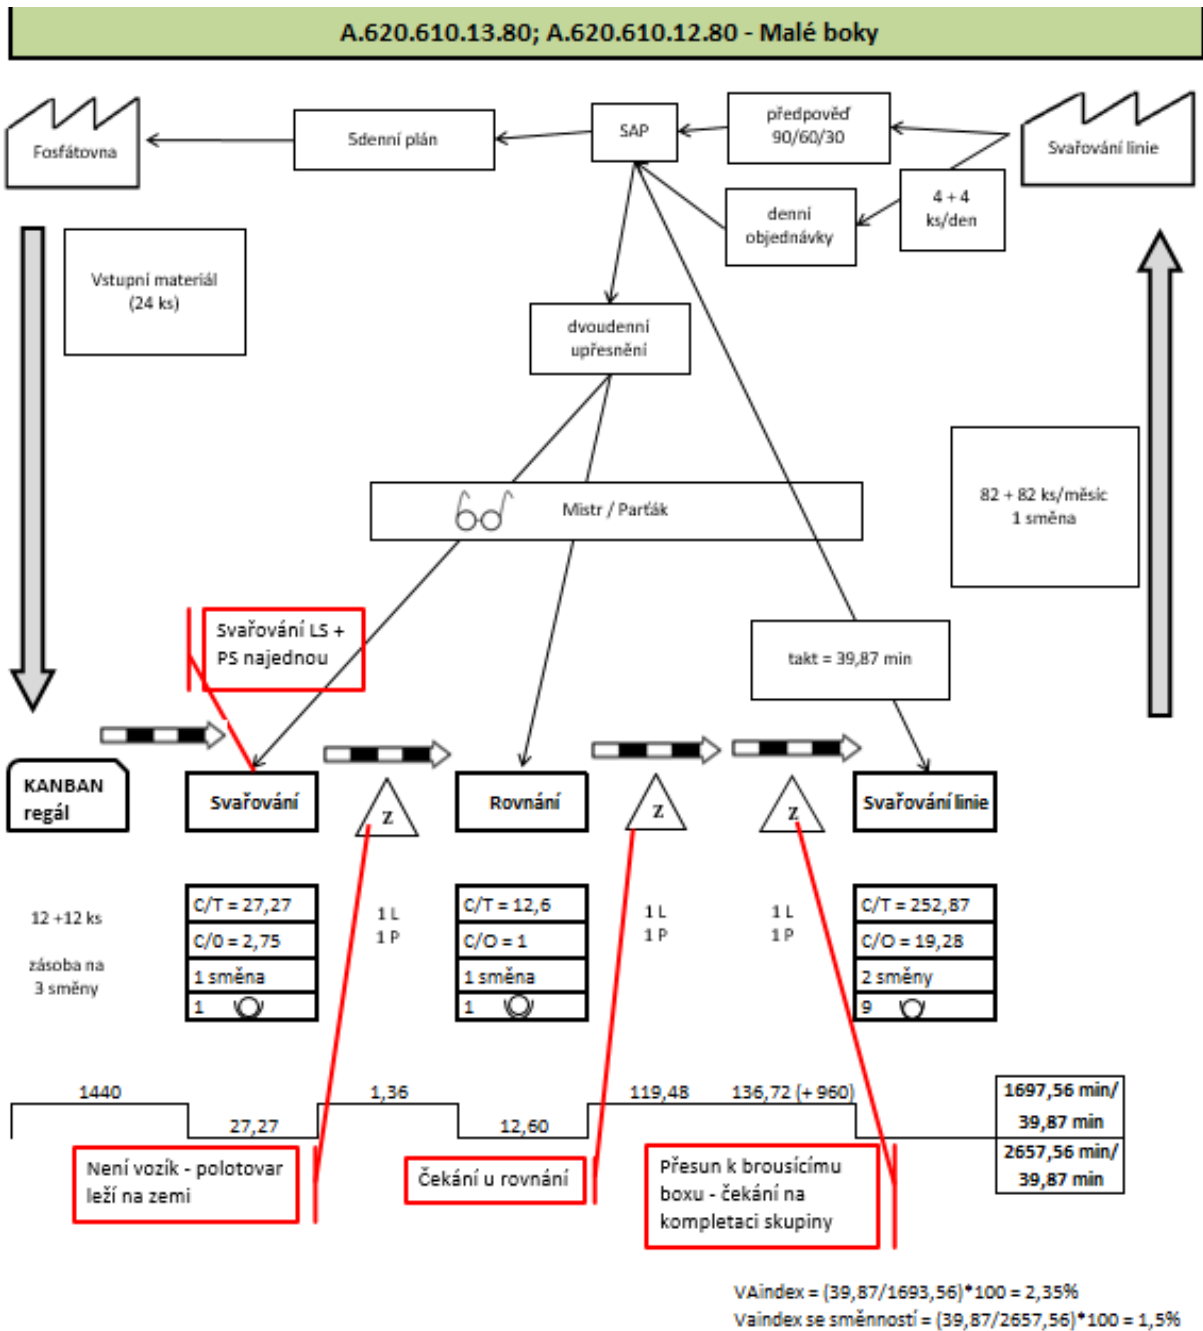 A.620.610.13.80; A.620.610.12.80 - Malé boky
Fosfátovna
5denní plán
SAP
předpověď
90/60/30
Svařování linie
4 + 4
ks/den
denní
objednávky
Vstupní materiál
(24 ks)
dvoudenní
upřesnění
82 + 82 ks/měsíc
1 směna
Mistr / Parťák
Svařování LS +
PS najednou
takt = 39,87 min
KANBAN
regál
Svařování
Z
Rovnání
Z
Z
Svařování linie
12 +12 ks
zásoba na
3 směny
C/T = 27,27
C/0 = 2,75
1 směna
1
1 L
1 P
C/T = 12,6
C/O = 1
1 směna
1
1 L
1 P
1 L
1 P
C/T = 252,87
C/O = 19,28
2 směny
9
1440
27,27
1,36
12,60
119,48
136,72 (+ 960)
1697,56 min/
39,87 min
2657,56 min/
39,87 min
Není vozík - polotovar
leží na zemi
Čekání u rovnání
Přesun k brousícímu
boxu - čekání na
kompletaci skupiny
VAindex = (39,87/1693,56)*100 = 2,35%
Vaindex se směnností = (39,87/2657,56)*100 = 1,5%